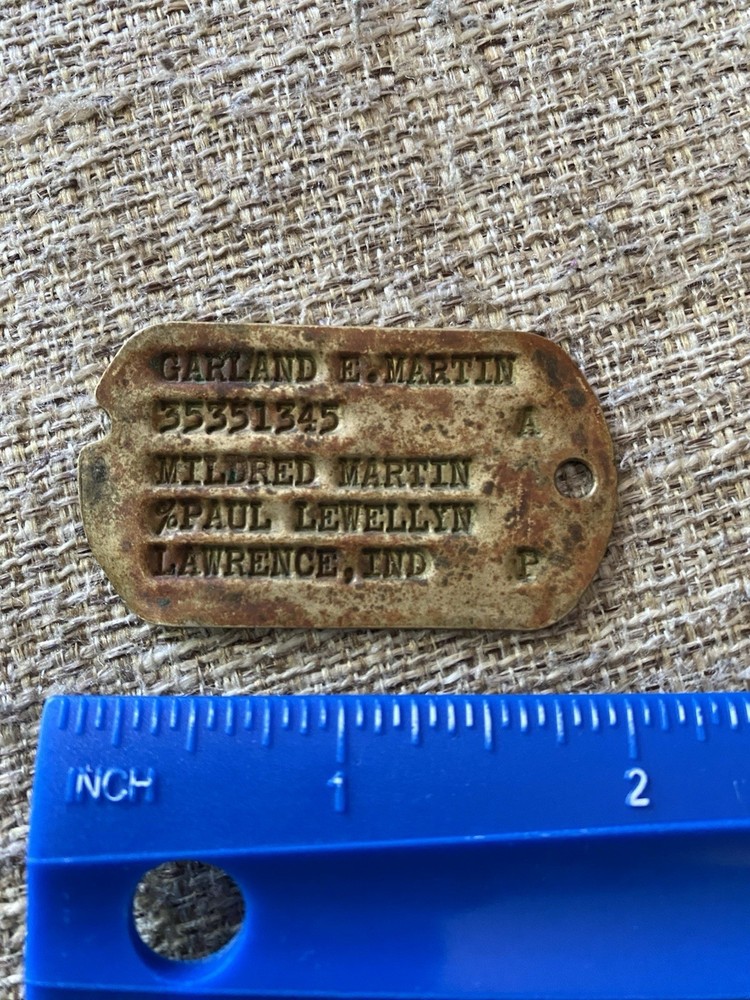 GARLAND E.MARTIN
35351345 A
MILDRED MARTIN
%PAUL LEWELLYN
LAWRENCE,IND P
INCH 1 2